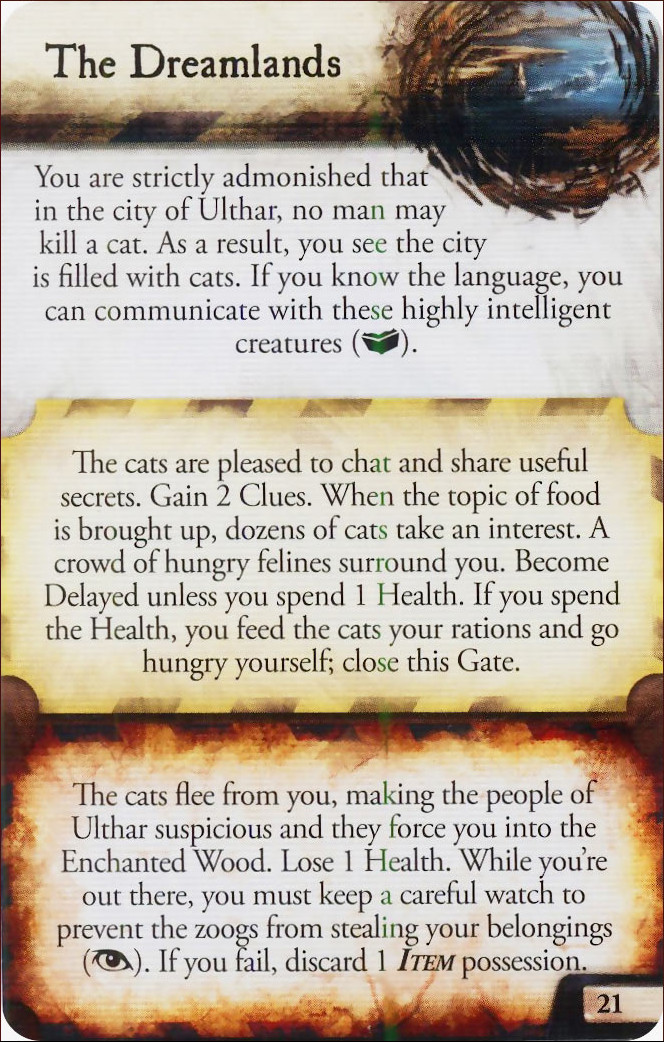 The Dreamlands
You are strictly admonished that
in the city of Ulthar, no man may
kill a cat. As a result, you see the city
is filled with cats. If you know the language, you
can communicate with these highly intelligent
creatures ( ).
The cats are pleased to chat and share useful
secrets. Gain 2 Clues. When the topic of food
is brought up, dozens of cats take an interest. A
crowd of hungry felines surround you. Become
Delayed unless you spend 1 Health. If you spend
the Health, you feed the cats your rations and go
hungry yourself; close this Gate.
The cats flee from you, making the people of
Ulthar suspicious and they force you into the
Enchanted Wood. Lose 1 Health. While you're
out there, you must keep a careful watch to
prevent the zoogs from stealing your belongings
( ). If you fail, discard 1 ITEM possession.
21